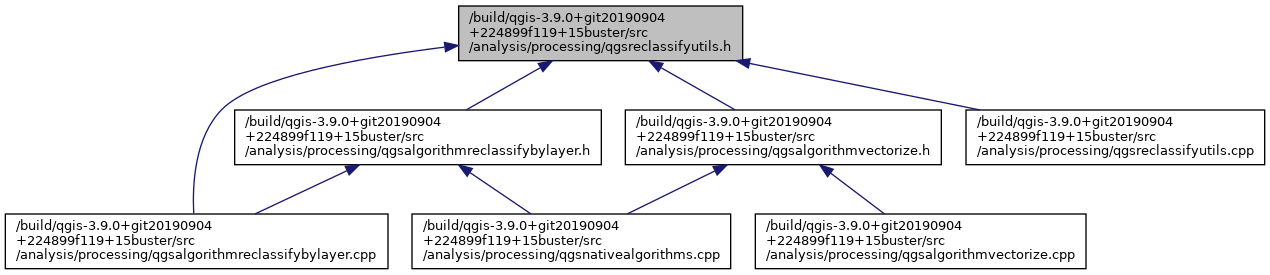 /build/qgis-3.9.0+git20190904
+224899f119+15buster/src
/analysis/processing/qgsreclassifyutils.h
/build/qgis-3.9.0+git20190904
+224899f119+15buster/src
/analysis/processing/qgsalgorithmreclassifybylayer.h
/build/qgis-3.9.0+git20190904
+224899f119+15buster/src
/analysis/processing/qgsalgorithmvectorize.h
/build/qgis-3.9.0+git20190904
+224899f119+15buster/src
/analysis/processing/qgsreclassifyutils.cpp
/build/qgis-3.9.0+git20190904
+224899f119+15buster/src
/analysis/processing/qgsalgorithmreclassifybylayer.cpp
/build/qgis-3.9.0+git20190904
+224899f119+15buster/src
/analysis/processing/qgsnativealgorithms.cpp
/build/qgis-3.9.0+git20190904
+224899f119+15buster/src
/analysis/processing/qgsalgorithmvectorize.cpp